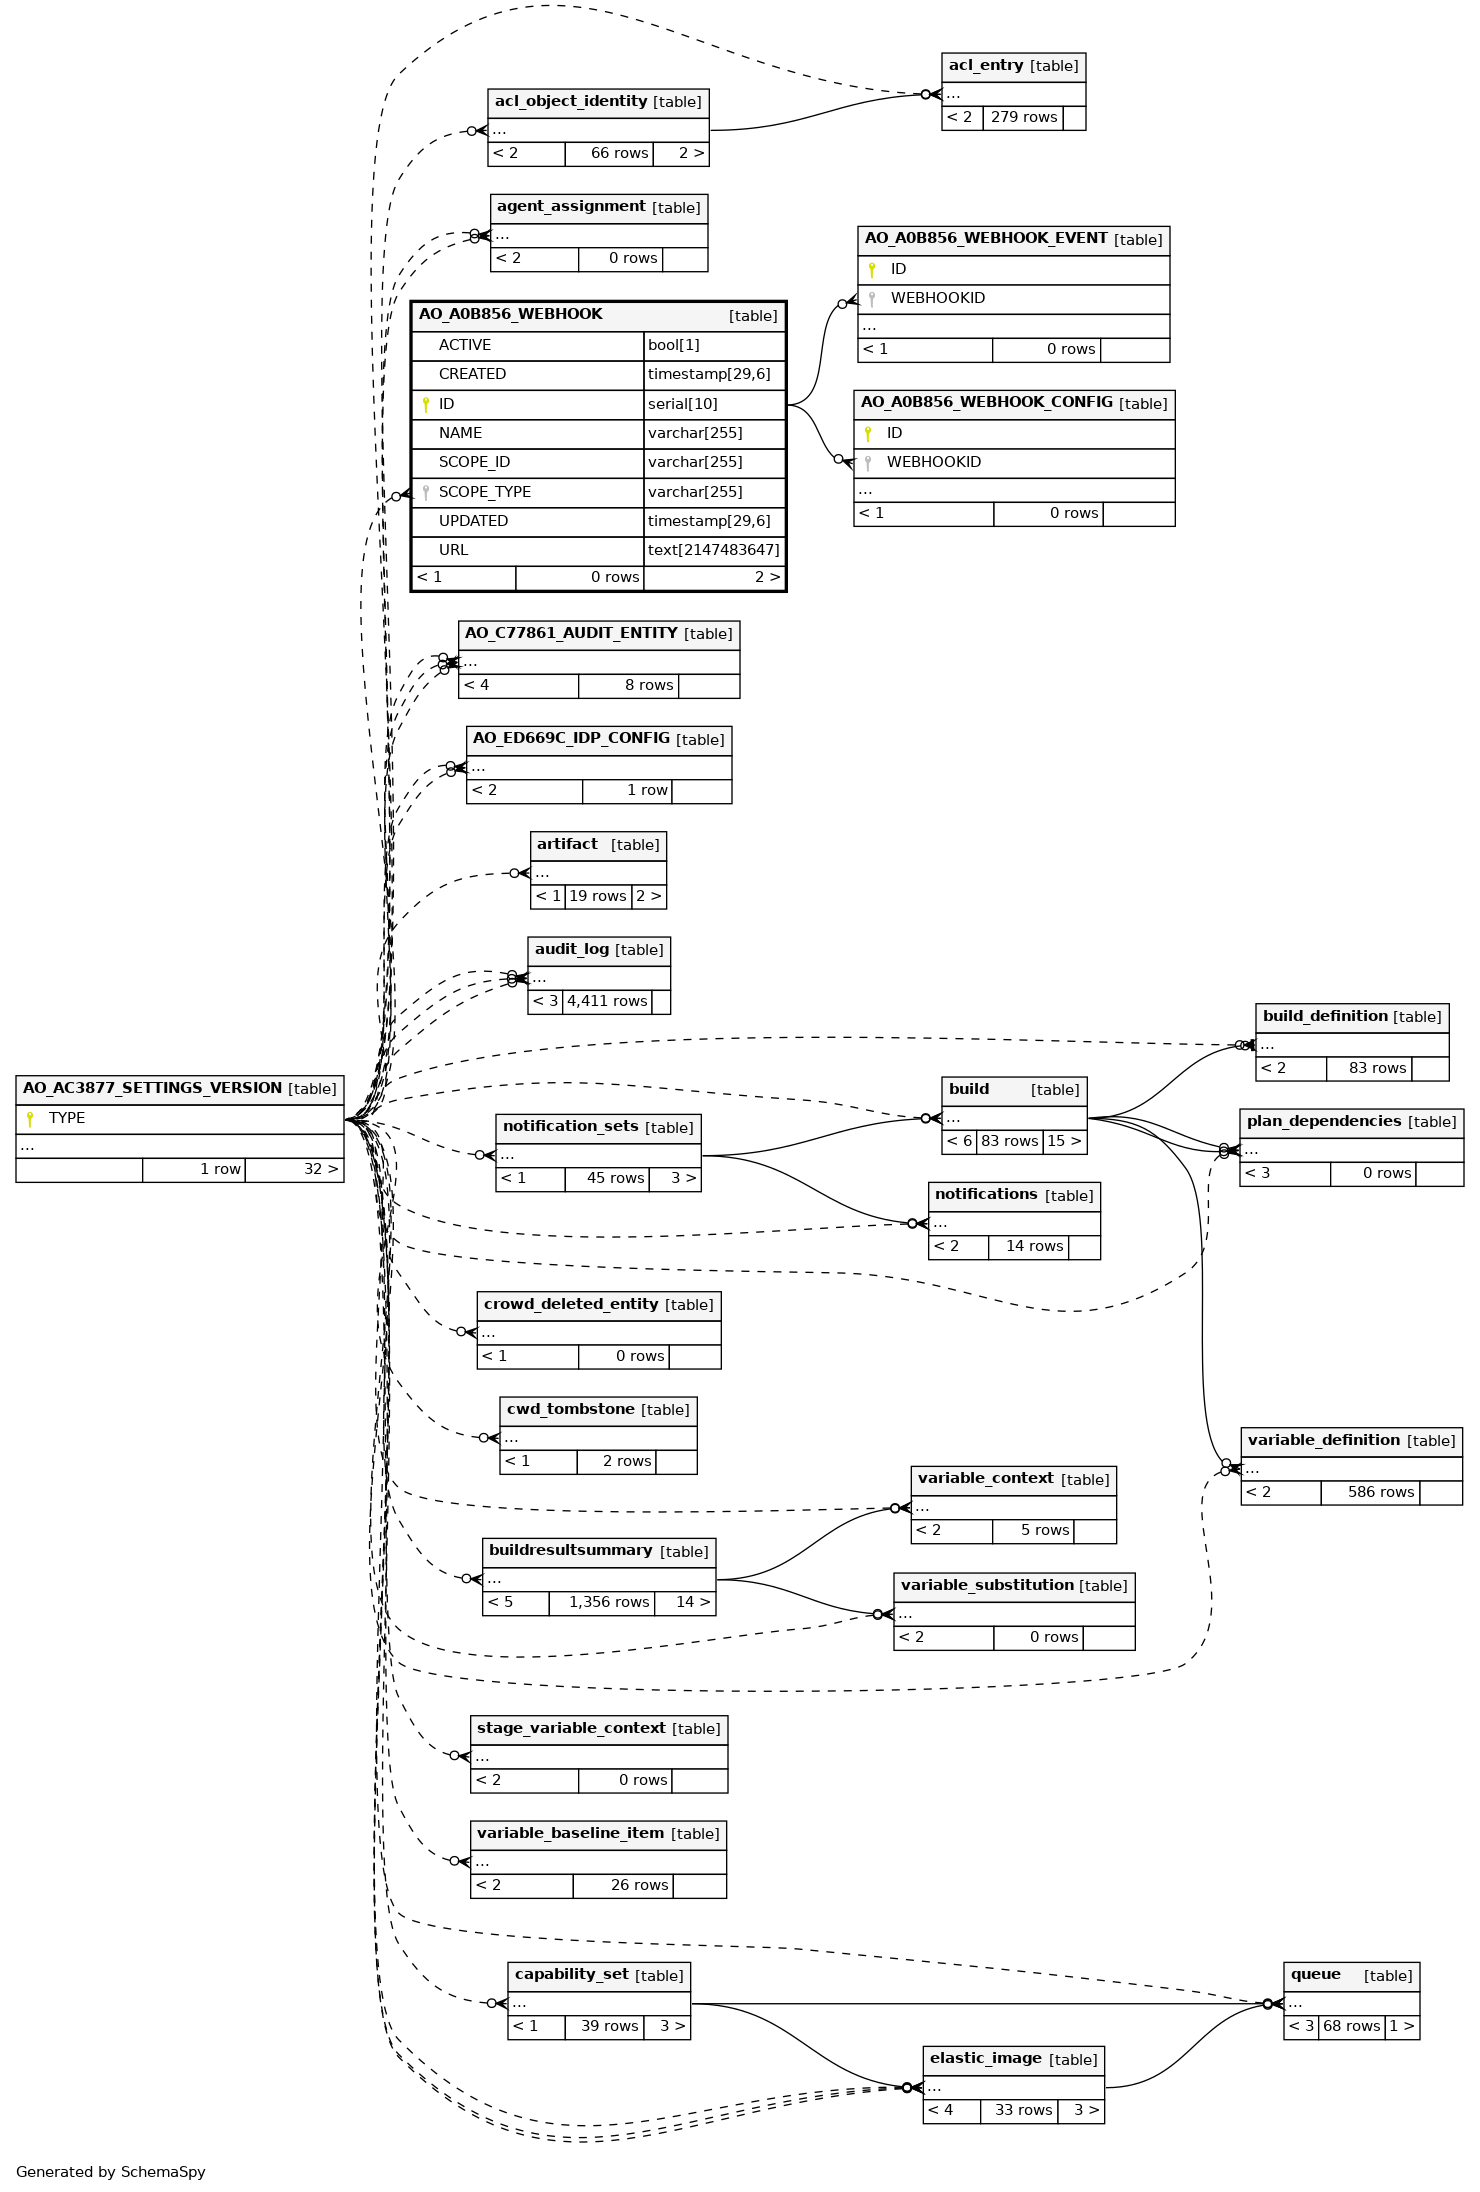 acl_entry [table]
...
< 2 279 rows
acl_object_identity [table]
...
< 2 66 rows 2 >
agent_assignment [table]
...
< 2 0 rows
AO_A0B856_WEBHOOK_EVENT [table]
ID
WEBHOOKID
...
< 1 0 rows
AO_A0B856_WEBHOOK [table]
ACTIVE bool[1]
CREATED timestamp[29,6]
ID serial[10]
NAME varchar[255]
SCOPE_ID varchar[255]
SCOPE_TYPE varchar[255]
UPDATED timestamp[29,6]
URL text[2147483647]
< 1 0 rows 2 >
AO_A0B856_WEBHOOK_CONFIG [table]
ID
WEBHOOKID
...
< 1 0 rows
AO_C77861_AUDIT_ENTITY [table]
...
< 4 8 rows
AO_ED669C_IDP_CONFIG [table]
...
< 2 1 row
artifact [table]
...
< 1 19 rows 2 >
audit_log [table]
...
< 3 4,411 rows
build_definition [table]
...
< 2 83 rows
AO_AC3877_SETTINGS_VERSION [table]
TYPE
...
1 row 32 >
build [table]
...
< 6 83 rows 15 >
notification_sets [table]
...
< 1 45 rows 3 >
plan_dependencies [table]
...
< 3 0 rows
notifications [table]
...
< 2 14 rows
crowd_deleted_entity [table]
...
< 1 0 rows
cwd_tombstone [table]
...
< 1 2 rows
variable_definition [table]
...
< 2 586 rows
variable_context [table]
...
< 2 5 rows
buildresultsummary [table]
...
< 5 1,356 rows 14 >
variable_substitution [table]
...
< 2 0 rows
stage_variable_context [table]
...
< 2 0 rows
variable_baseline_item [table]
...
< 2 26 rows
capability_set [table]
...
< 1 39 rows 3 >
queue [table]
...
< 3 68 rows 1 >
elastic_image [table]
...
< 4 33 rows 3 >
Generated by SchemaSpy